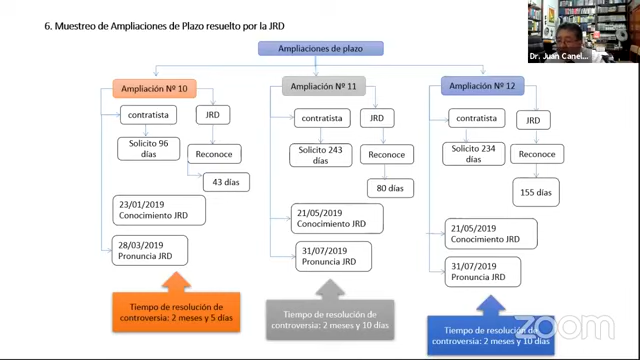 6. Muestreo de Ampliaciones de Plazo resuelto por la JRD
Dr. Juan Canel...
Ampliaciones de plazo
Ampliación Nº 10
contratista
JRD
Solicito 96
días
Reconoce
43 días
23/01/2019
Conocimiento JRD
28/03/2019
Pronuncia JRD
Tiempo de resolución de
controversia: 2 meses y 5 días
Ampliación Nº 11
contratista
JRD
Solicito 243
días
Reconoce
80 días
21/05/2019
Conocimiento JRD
31/07/2019
Pronuncia JRD
Tiempo de resolución de
controversia: 2 meses y 10 días
Ampliación Nº 12
contratista
JRD
Solicito 234
días
Reconoce
155 días
21/05/2019
Conocimiento JRD
31/07/2019
Pronuncia JRD
Tiempo de resolución de
controversia: 2 meses y 10 días
zoom